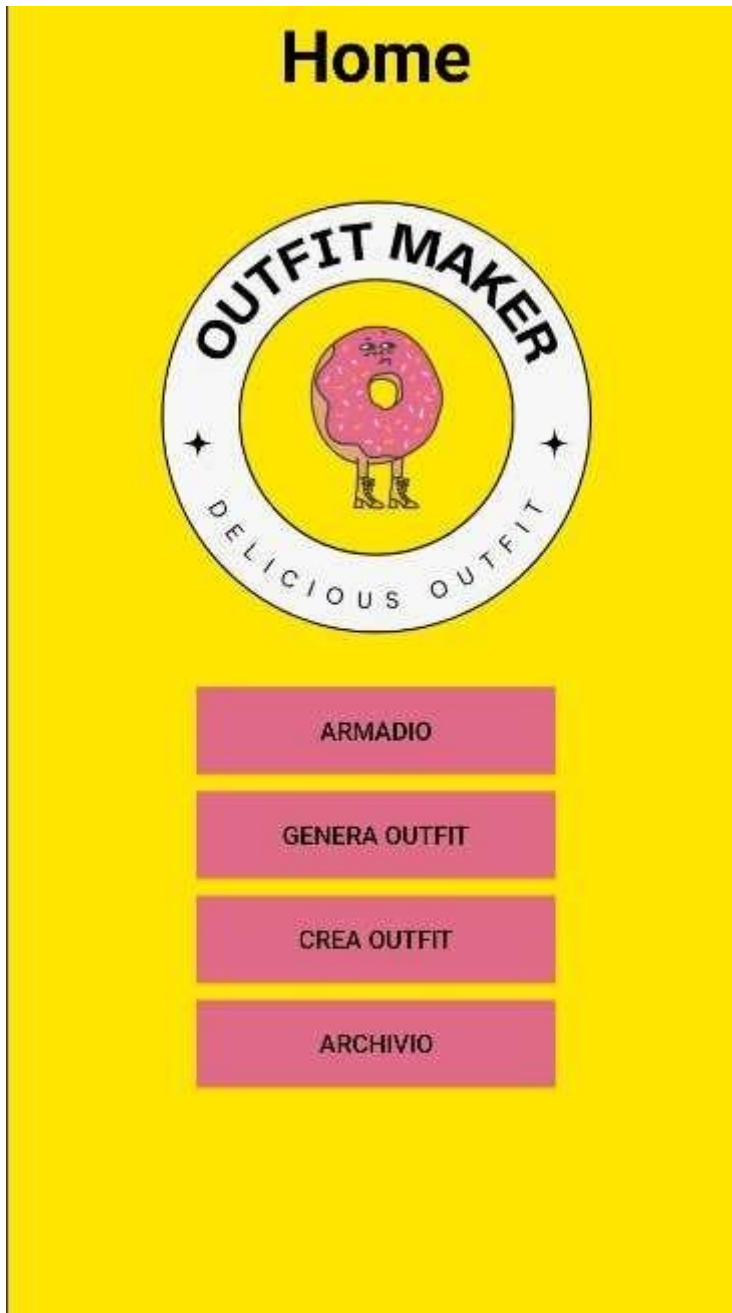 Home
OUTFIT MAKER
DELICIOUS OUTFIT
ARMADIO
GENERA OUTFIT
CREA OUTFIT
ARCHIVIO